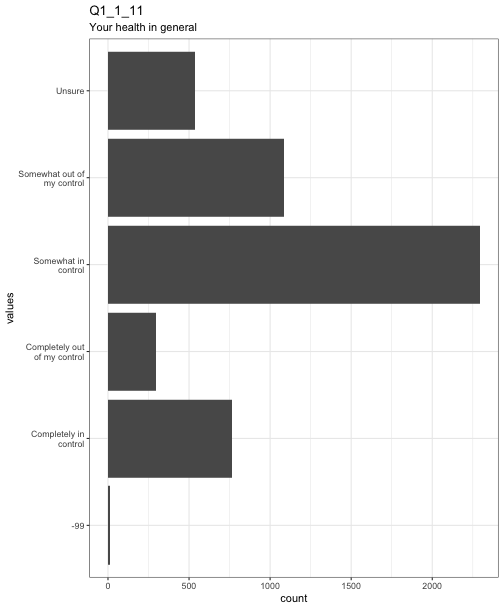 Q1_1_11
Your health in general
Unsure
Somewhat out of
my control
Somewhat in
control
Completely out
of my control
Completely in
control
-99
values
0
500
1000
1500
2000
count